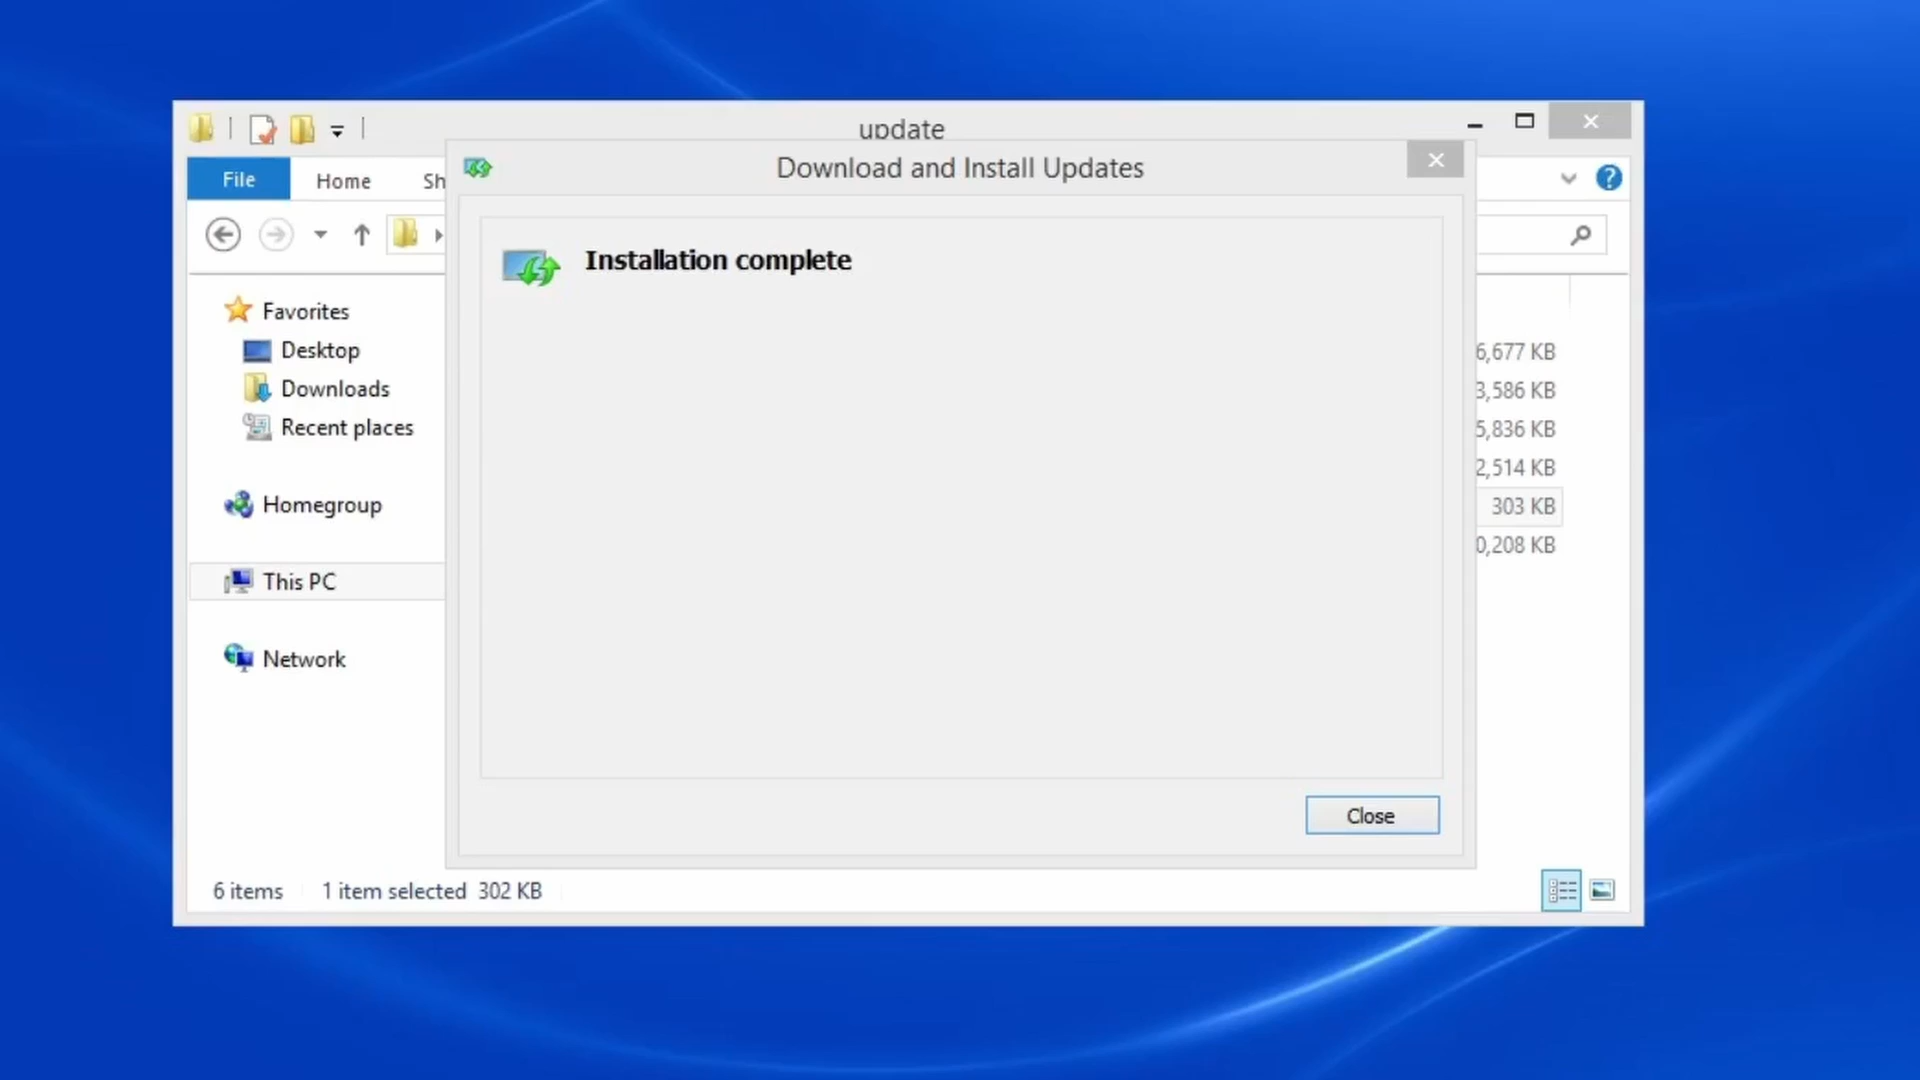 update
Download and Install Updates
File
Home
Sh
Installation complete
Favorites
Desktop
Downloads
Recent places
Homegroup
This PC
Network
6,677 KB
3,586 KB
5,836 KB
2,514 KB
303 KB
0,208 KB
Close
6 items
1 item selected 302 KB